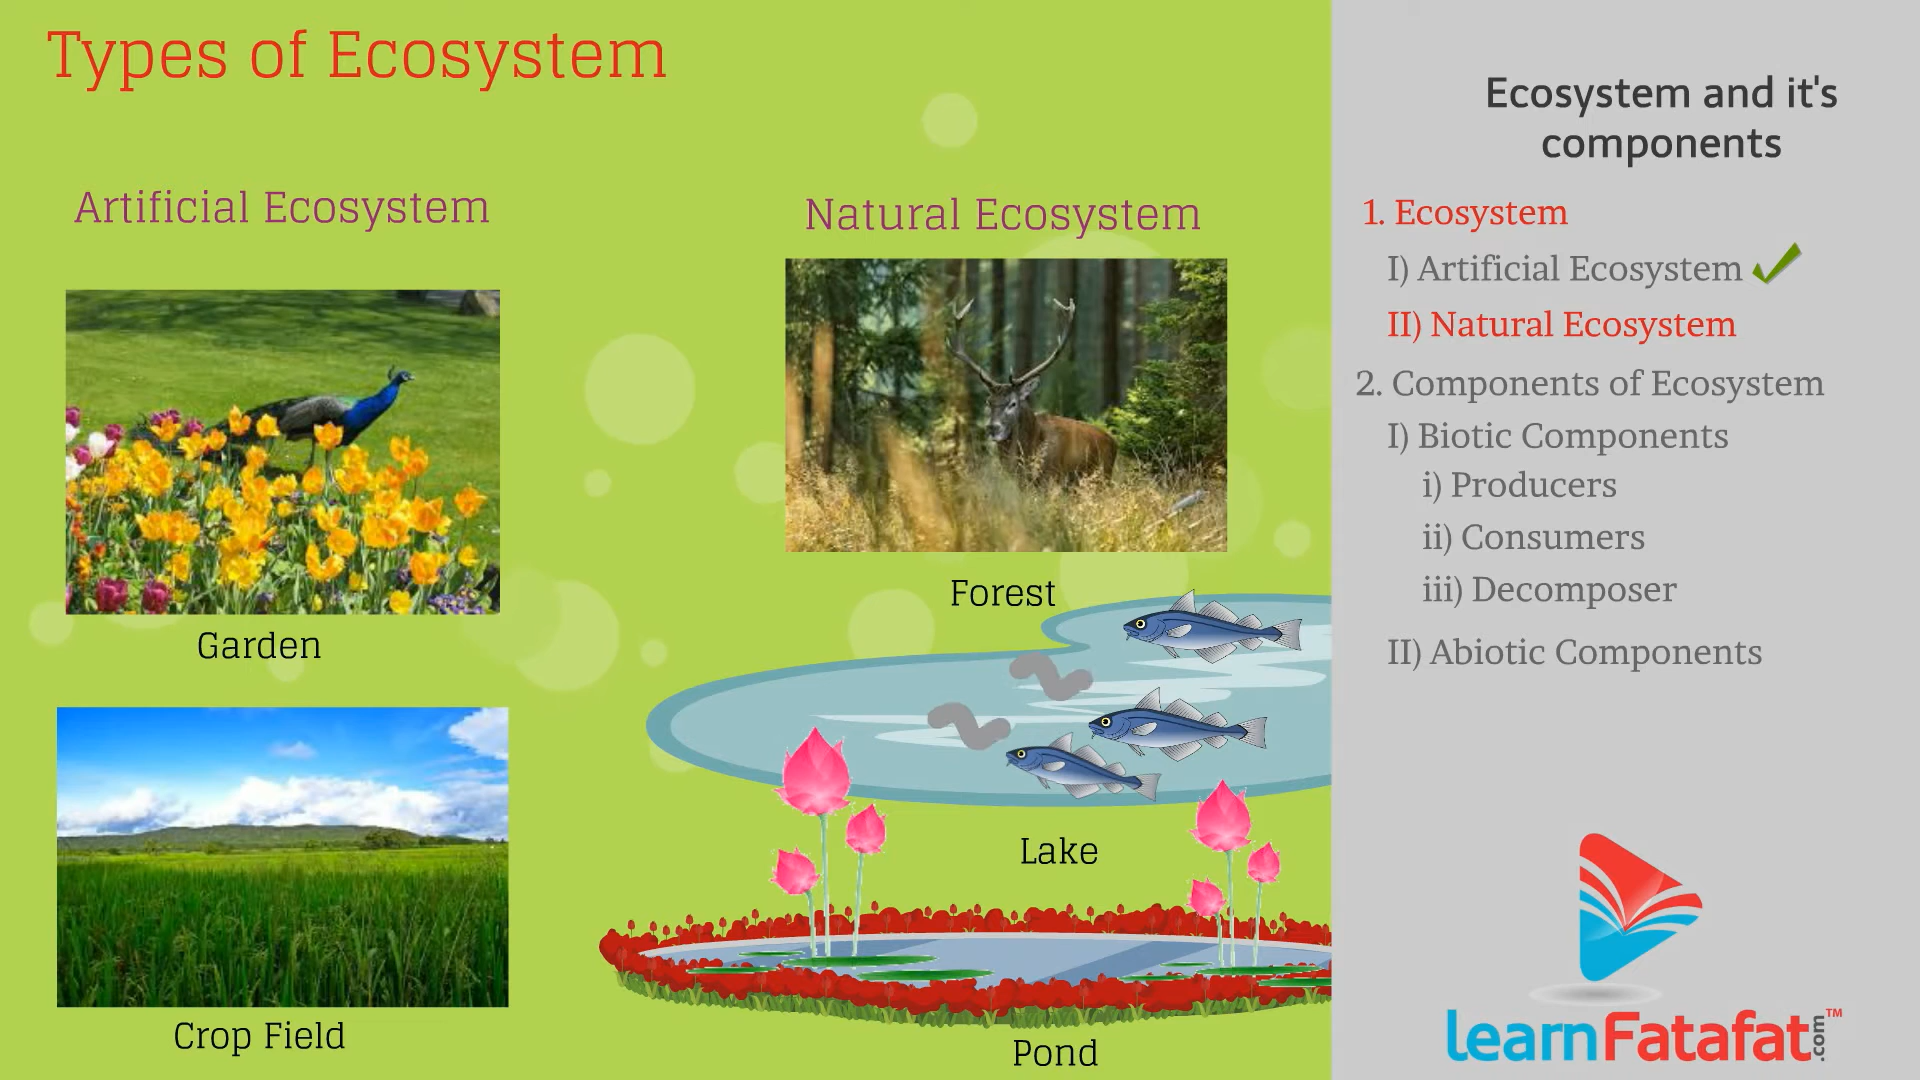 Types of Ecosystem
Artificial Ecosystem
Garden
Crop Field
Natural Ecosystem
Forest
Lake
Pond
Ecosystem and it's
components
1. Ecosystem
I) Artificial Ecosystem
II) Natural Ecosystem
2. Components of Ecosystem
I) Biotic Components
i) Producers
ii) Consumers
iii) Decomposer
II) Abiotic Components
learnFatafat.com™